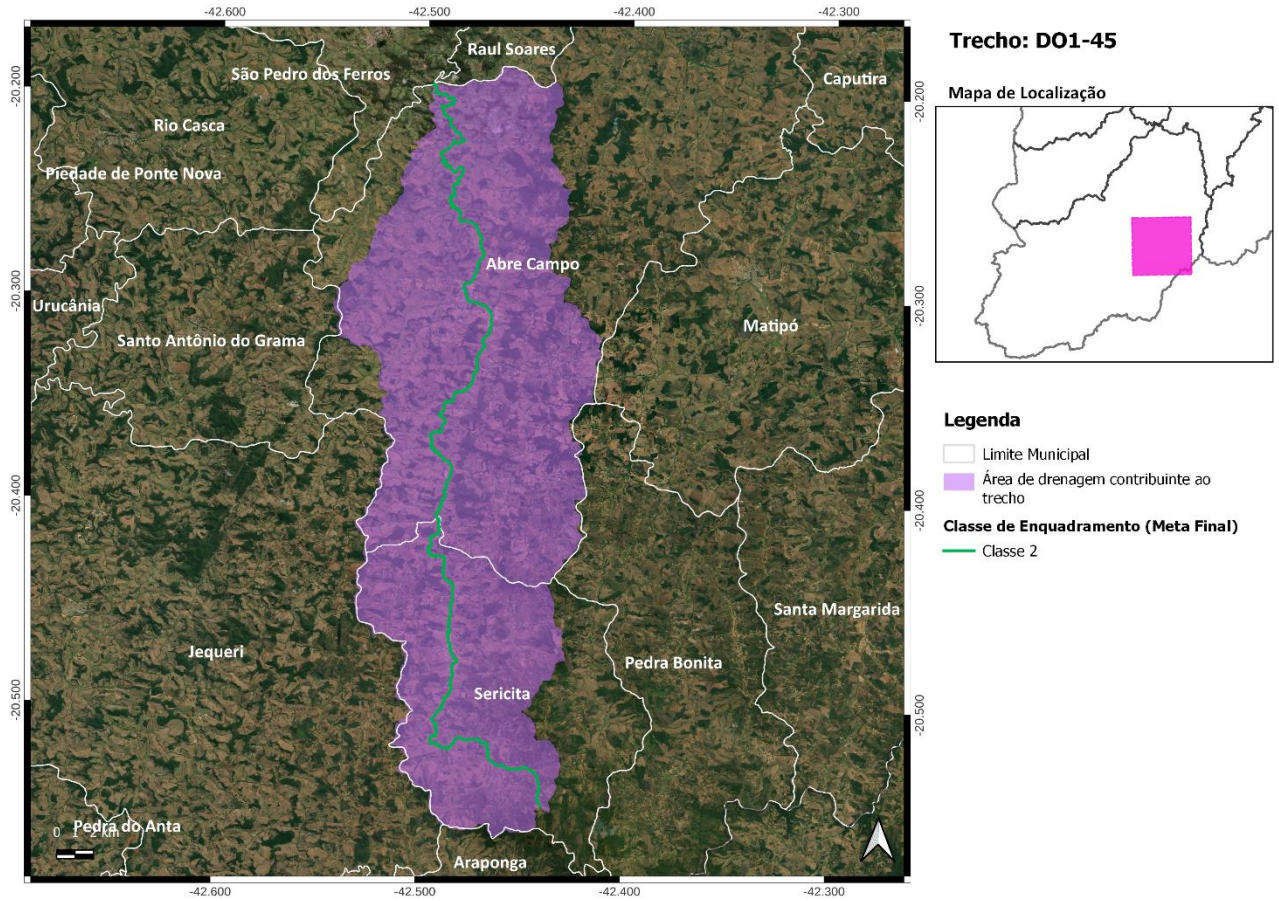 -42.600
-42.500
-42.400
-42.300
Trecho: DO1-45
Mapa de Localização
Raul Soares
São Pedro dos Ferros
Caputira
-20.200
-20.200
Rio Casca
Piedade de Ponte Nova
Abre Campo
Urucânia
-20.300
-20.300
Matipó
Santo Antônio do Grama
Legenda
Limite Municipal
Área de drenagem contribuinte ao
trecho
Classe de Enquadramento (Meta Final)
Classe 2
-20.400
-20.400
Santa Margarida
Jequeri
Pedra Bonita
Sericita
-20.500
-20.500
Pedra do Anta
0 1 2 km
Araponga
-42.600
-42.500
-42.400
-42.300